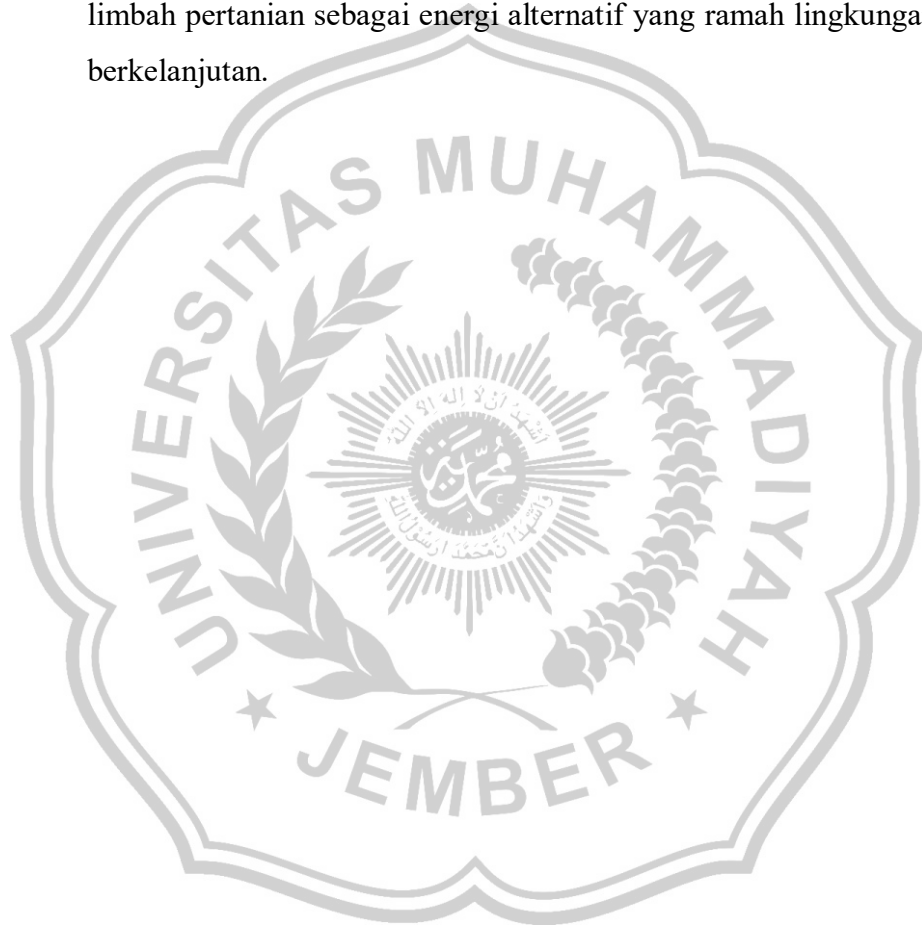 limbah pertanian sebagai energi alternatif yang ramah lingkunga
berkelanjutan.
UNIVERSITAS MUHAMMADIYAH
JEMBER